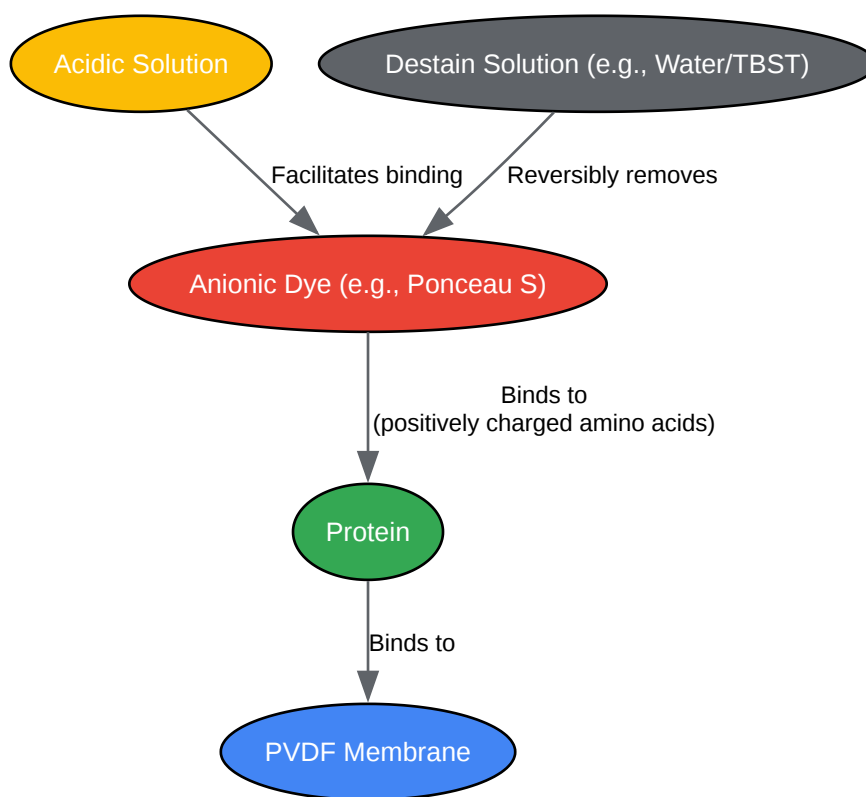 Acidic Solution
Destain Solution (e.g., Water/TBST)
Facilitates binding
Reversibly removes
Anionic Dye (e.g., Ponceau S)
Binds to
(positively charged amino acids)
Protein
Binds to
PVDF Membrane